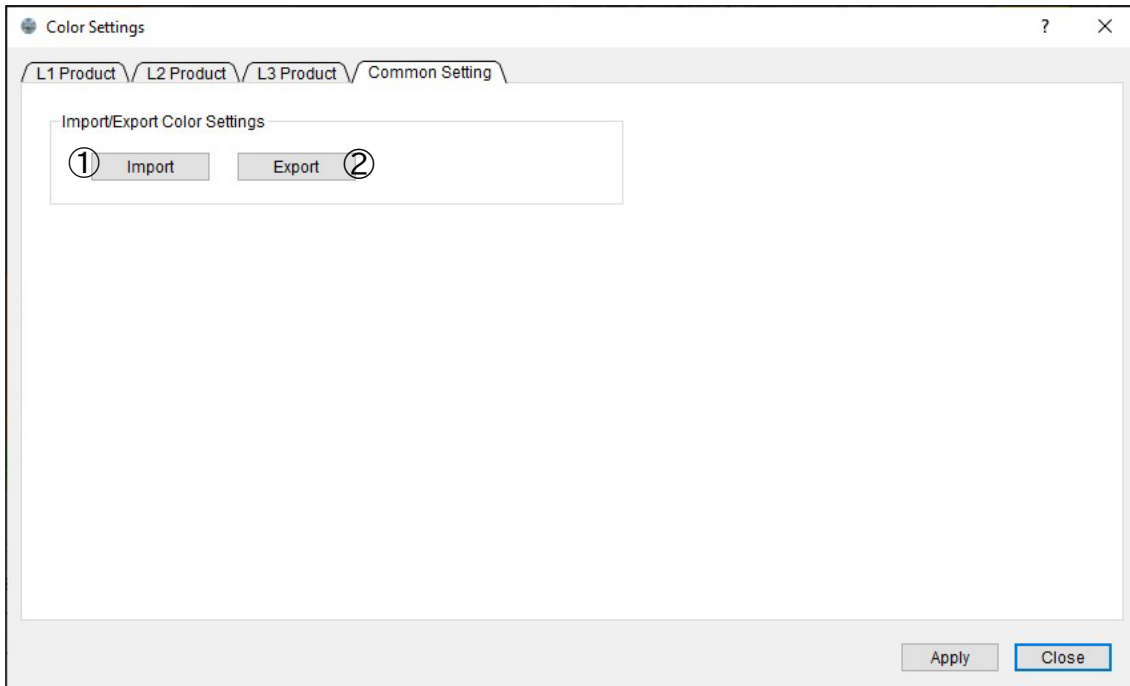 Color Settings ? ×
L1 Product L2 Product L3 Product Common Setting
Import/Export Color Settings
① Import Export ②
Apply Close